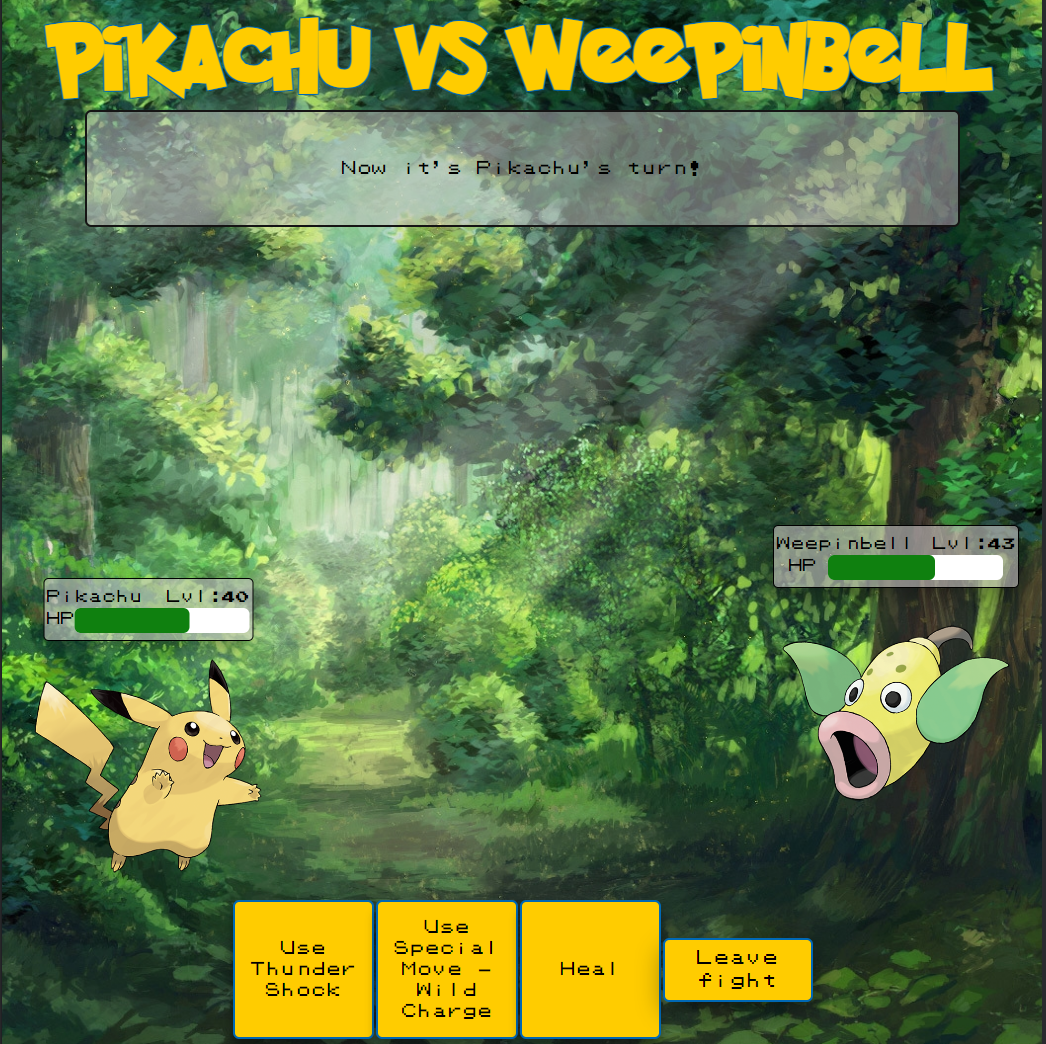 PiKACHU VS WeePiNBeLL
Now it's Pikachu's turn!
Weepinbell Lvl:43
HP
Pikachu Lvl:40
HP
Use
Thunder
Shock
Use
Special
Move -
Wild
Charge
Heal
Leave
fight